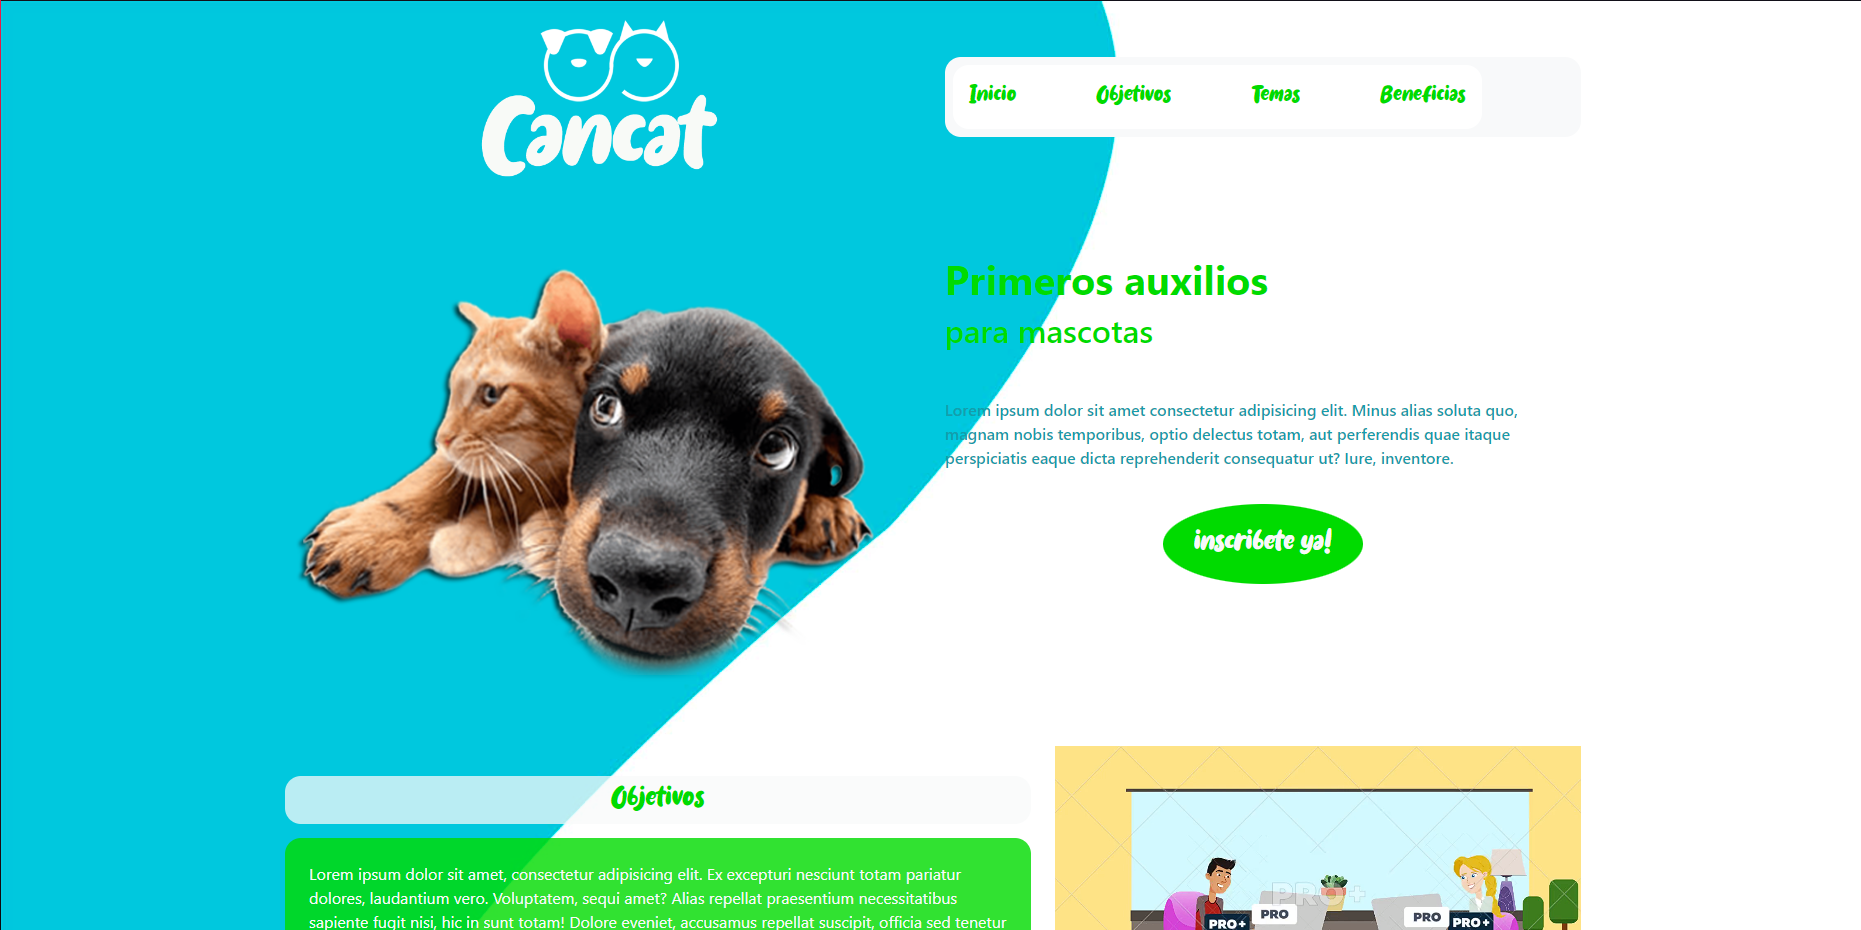 Cancat
Inicio
Objetivos
Temas
Beneficias
Primeros auxilios
para mascotas
Lorem ipsum dolor sit amet consectetur adipisicing elit. Minus alias soluta quo,
magnam nobis temporibus, optio delectus totam, aut perferendis quae itaque
perspiciatis eaque dicta reprehenderit consequatur ut? Iure, inventore.
inscribete ya!
Objetivos
Lorem ipsum dolor sit amet, consectetur adipisicing elit. Ex excepturi nesciunt totam pariatur
dolores, laudantium vero. Voluptatem, sequi amet? Alias repellat praesentium necessitatibus
sapiente fugit nisi, hic in sunt totam! Dolore eveniet, accusamus repellat suscipit, officia sed tenetur
PRO+
PRO+
PRO
PRO
PRO+